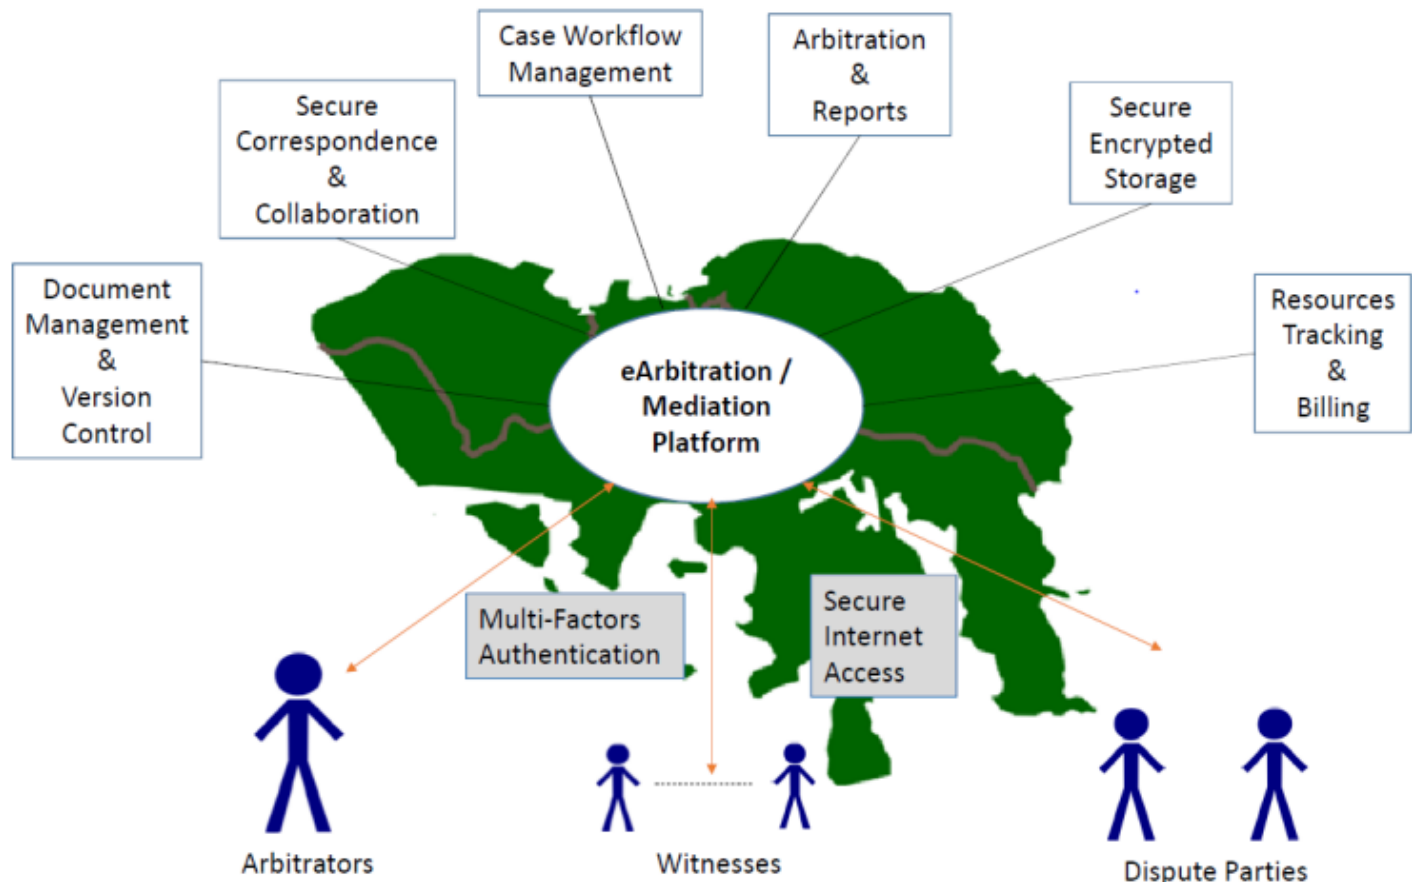 Case Workflow
Management
Arbitration
&
Reports
Secure
Correspondence
&
Collaboration
Secure
Encrypted
Storage
Document
Management
&
Version
Control
Resources
Tracking
&
Billing
eArbitration /
Mediation
Platform
Multi-Factors
Authentication
Secure
Internet
Access
Arbitrators
Witnesses
Dispute Parties